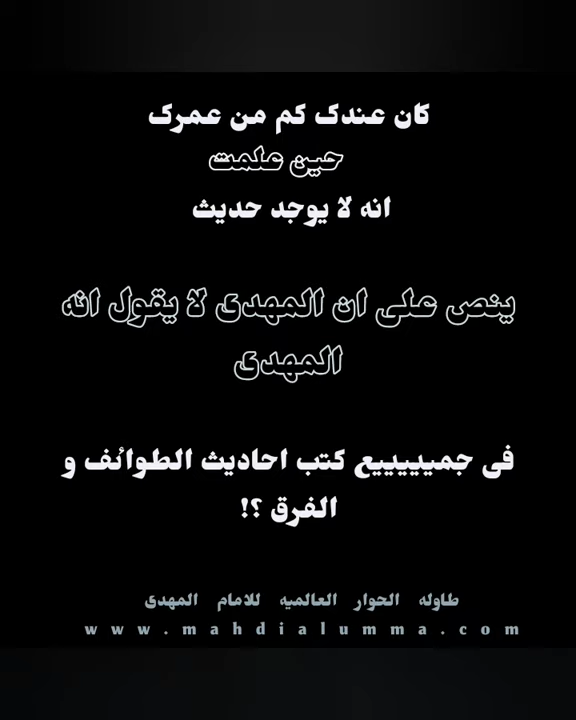 كان عندك كم من عمرك
حين علمت
انه لا يوجد حديث
ينص على ان المهدى لا يقول انه
المهدى
فى جمييييييع كتب احاديث الطوائف و
الفرق ؟!
طاوله الحوار العالميه للامام المهدى
www.mahdialumma.com